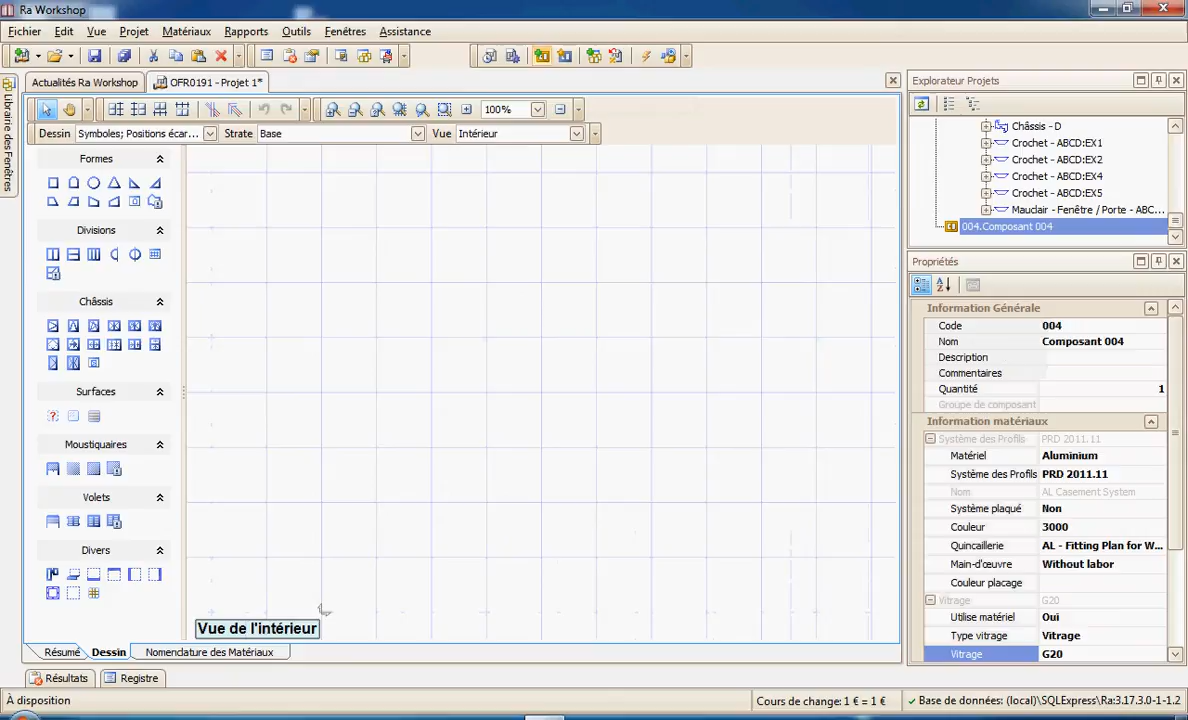 Ra Workshop
Fichier Edit Vue Projet Matériaux Rapports Outils Fenêtres Assistance
Actualités Ra Workshop
OFR0191 - Projet 1*
100%
Dessin Symboles; Positions écar... Strate Base Vue Intérieur
Librairie des Fenêtres
Formes
Divisions
Châssis
Surfaces
Moustiquaires
Volets
Divers
Vue de l'intérieur
Résumé Dessin Nomenclature des Matériaux
Résultats Registre
Explorateur Projets
Châssis - D
Crochet - ABCD:EX1
Crochet - ABCD:EX2
Crochet - ABCD:EX4
Crochet - ABCD:EX5
Mauclair - Fenêtre / Porte - ABC...
004.Composant 004
Propriétés
Information Générale
Code 004
Nom Composant 004
Description
Commentaires
Quantité 1
Groupe de composant
Information matériaux
Système des Profils PRD 2011.11
Matériel Aluminium
Système des Profils PRD 2011.11
Nom AL Casement System
Système plaqué Non
Couleur 3000
Quincaillerie AL - Fitting Plan for W...
Main-d'œuvre Without labor
Couleur placage
Vitrage G20
Utilise matériel Oui
Type vitrage Vitrage
Vitrage G20
À disposition
Cours de change: 1 € = 1 €
Base de données: (local)\SQLExpress\Ra:3.17.3.0-1-1.2